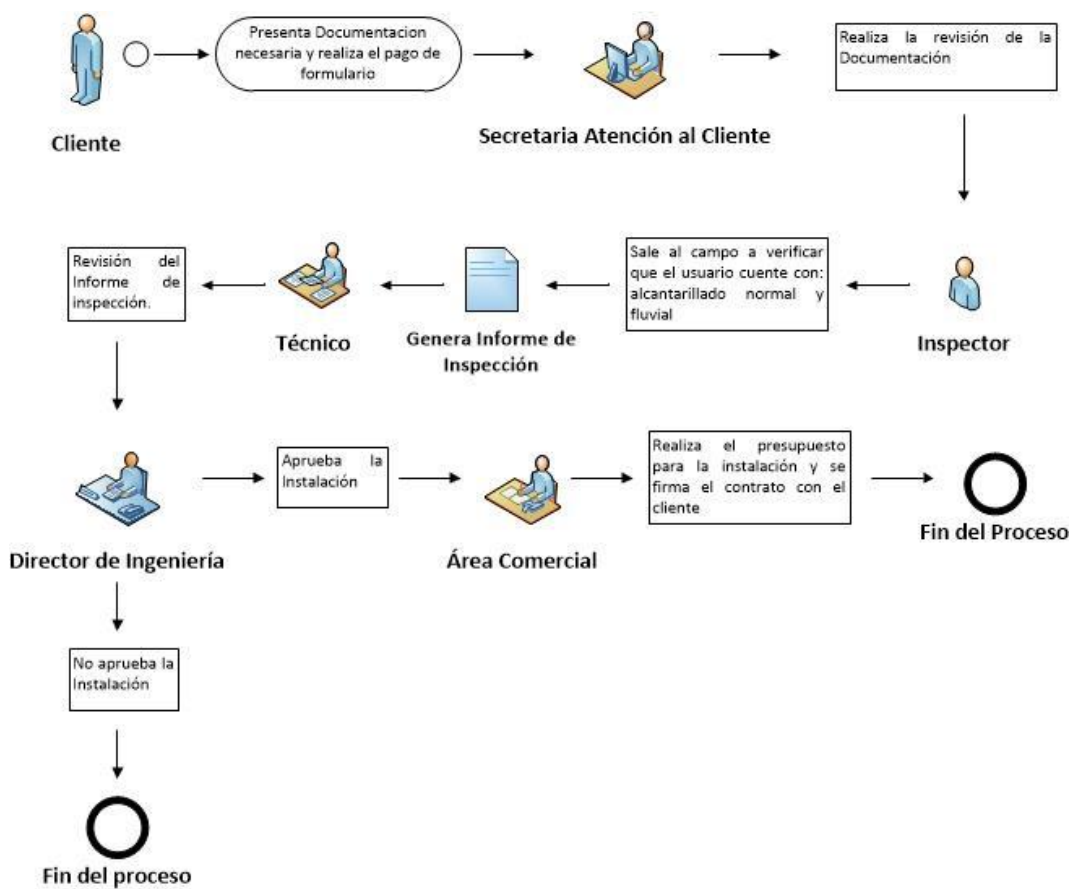 Presenta Documentacion
necesaria y realiza el pago de
formulario
Realiza la revisión de la
Documentación
Cliente
Secretaria Atención al Cliente
Revisión del
Informe de
inspección.
Técnico
Genera Informe de
Inspección
Sale al campo a verificar
que el usuario cuente con:
alcantarillado normal y
fluvial
Inspector
Director de Ingeniería
Aprueba la
Instalación
Área Comercial
Realiza el presupuesto
para la instalación y se
firma el contrato con el
cliente
Fin del Proceso
No aprueba la
Instalación
Fin del proceso